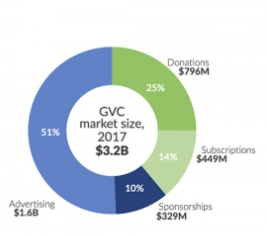 Donations
$796M
25%
GVC
market size,
2017
$3.2B
51%
14%
Subscriptions
$449M
10%
Advertising
$1.6B
Sponsorships
$329M